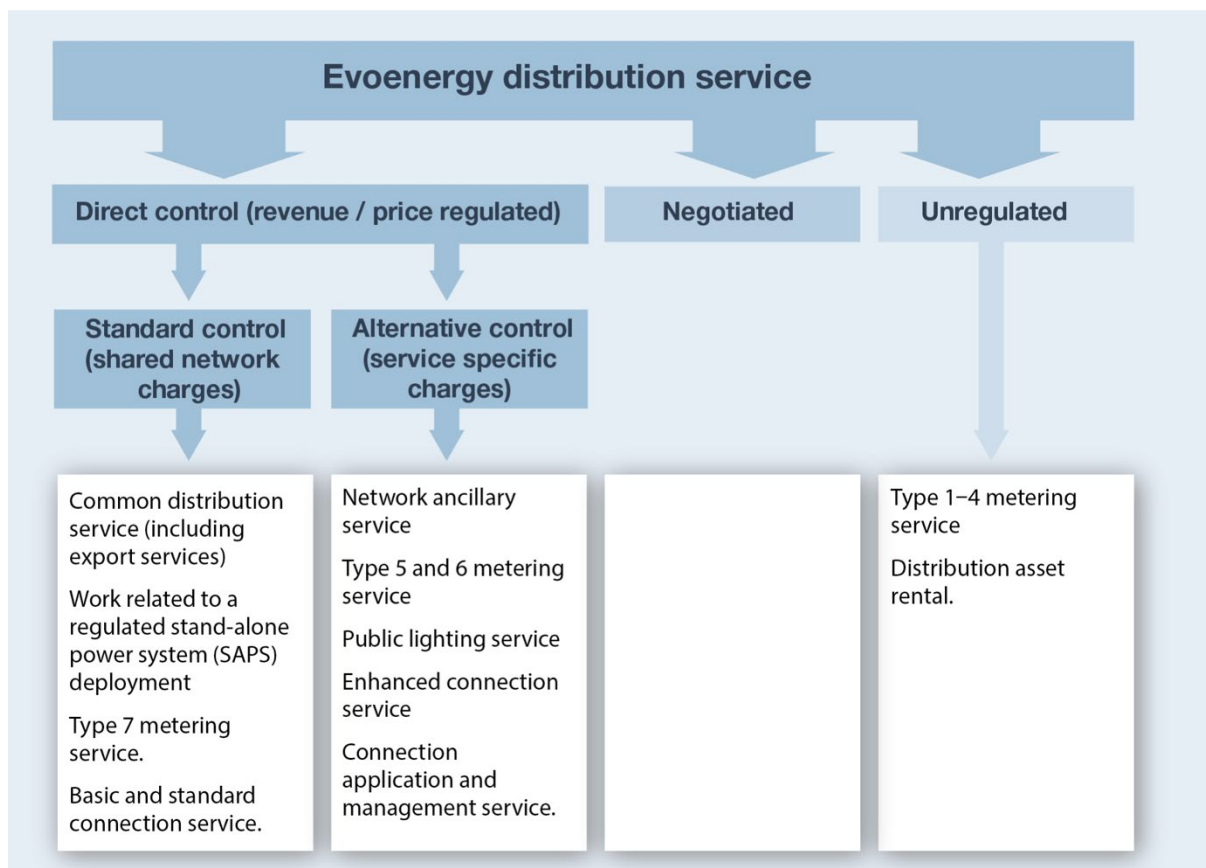 Evoenergy distribution service
Direct control (revenue / price regulated)
Negotiated
Unregulated
Standard control
(shared network
charges)
Alternative control
(service specific
charges)
Common distribution
service (including
export services)
Work related to a
regulated stand-alone
power system (SAPS)
deployment
Type 7 metering
service.
Basic and standard
connection service.
Network ancillary
service
Type 5 and 6 metering
service
Public lighting service
Enhanced connection
service
Connection
application and
management service.
Type 1–4 metering
service
Distribution asset
rental.